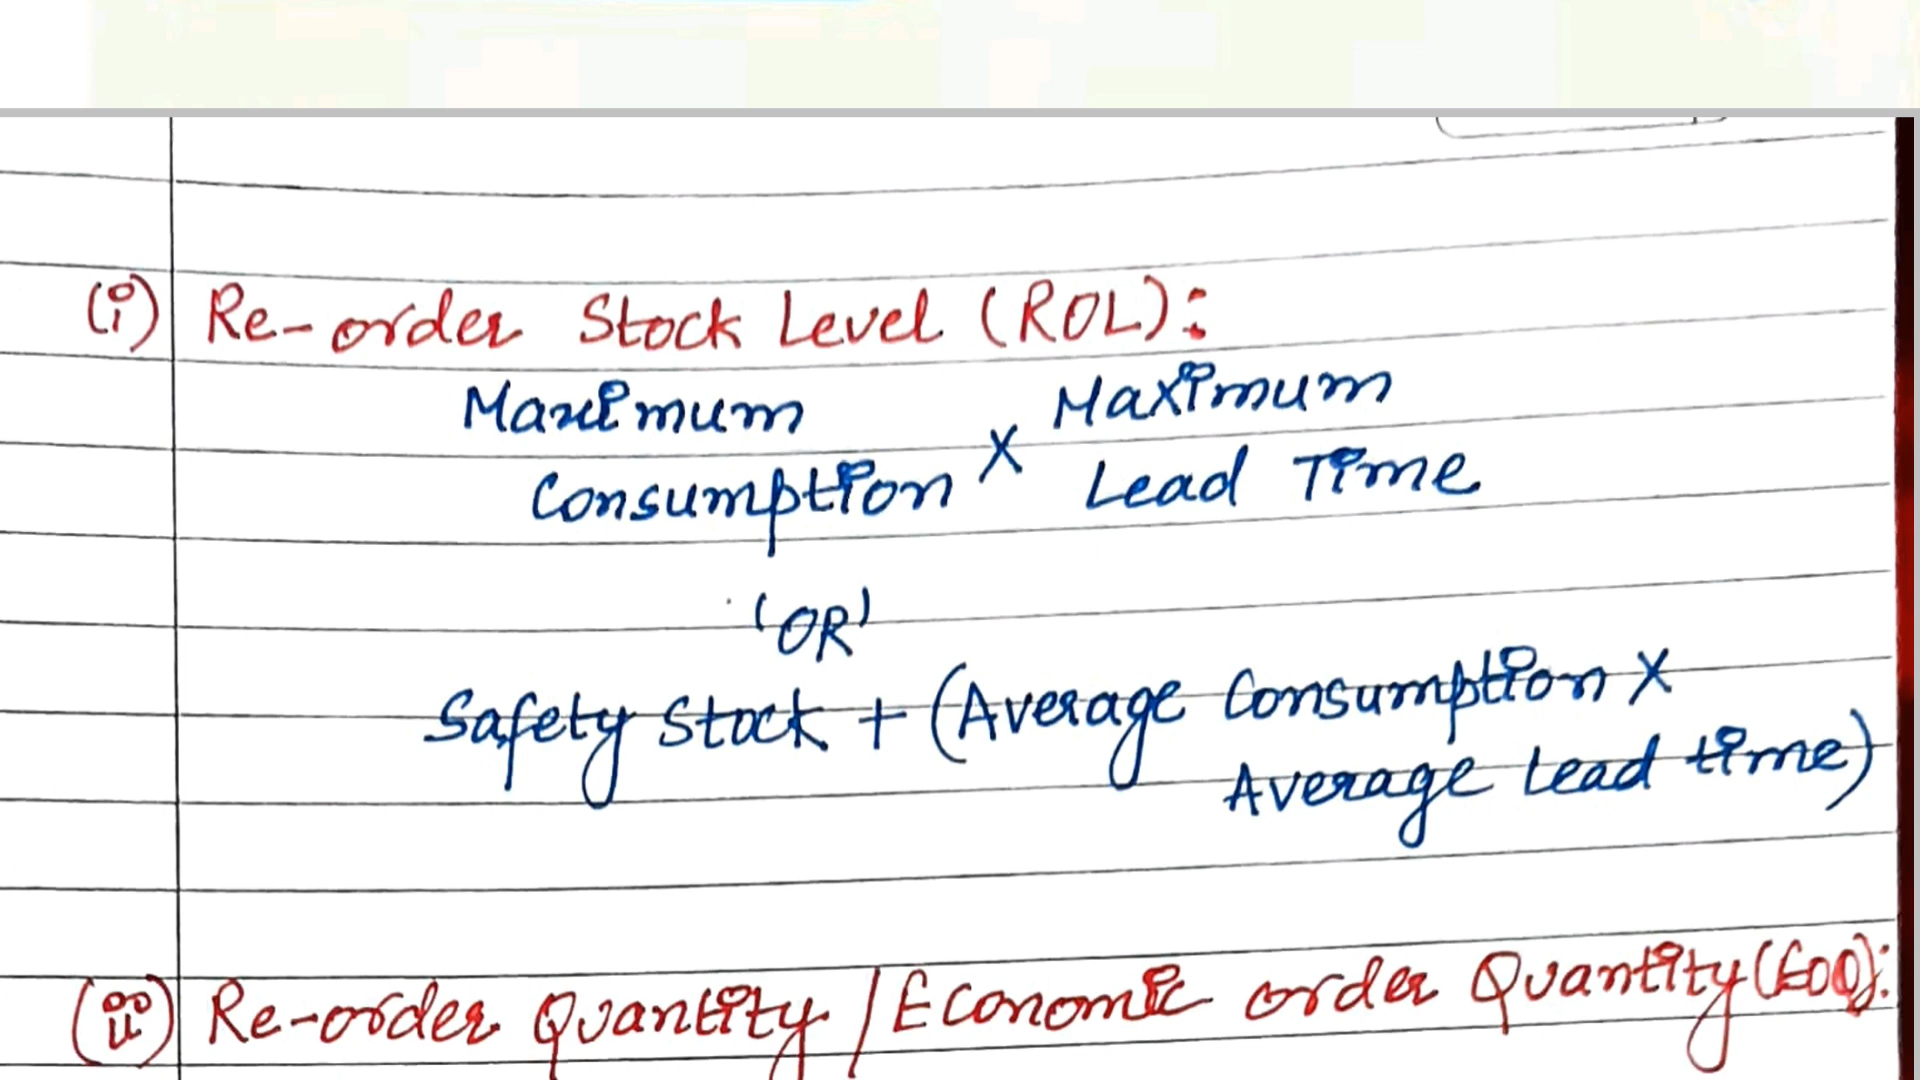 (i) Re-order Stock Level (ROL):
Maximum × Maximum
Consumption Lead Time
(OR)
Safety Stock + (Average Consumption ×
Average Lead time)
(ii) Re-order Quantity / Economic order Quantity (EOQ):